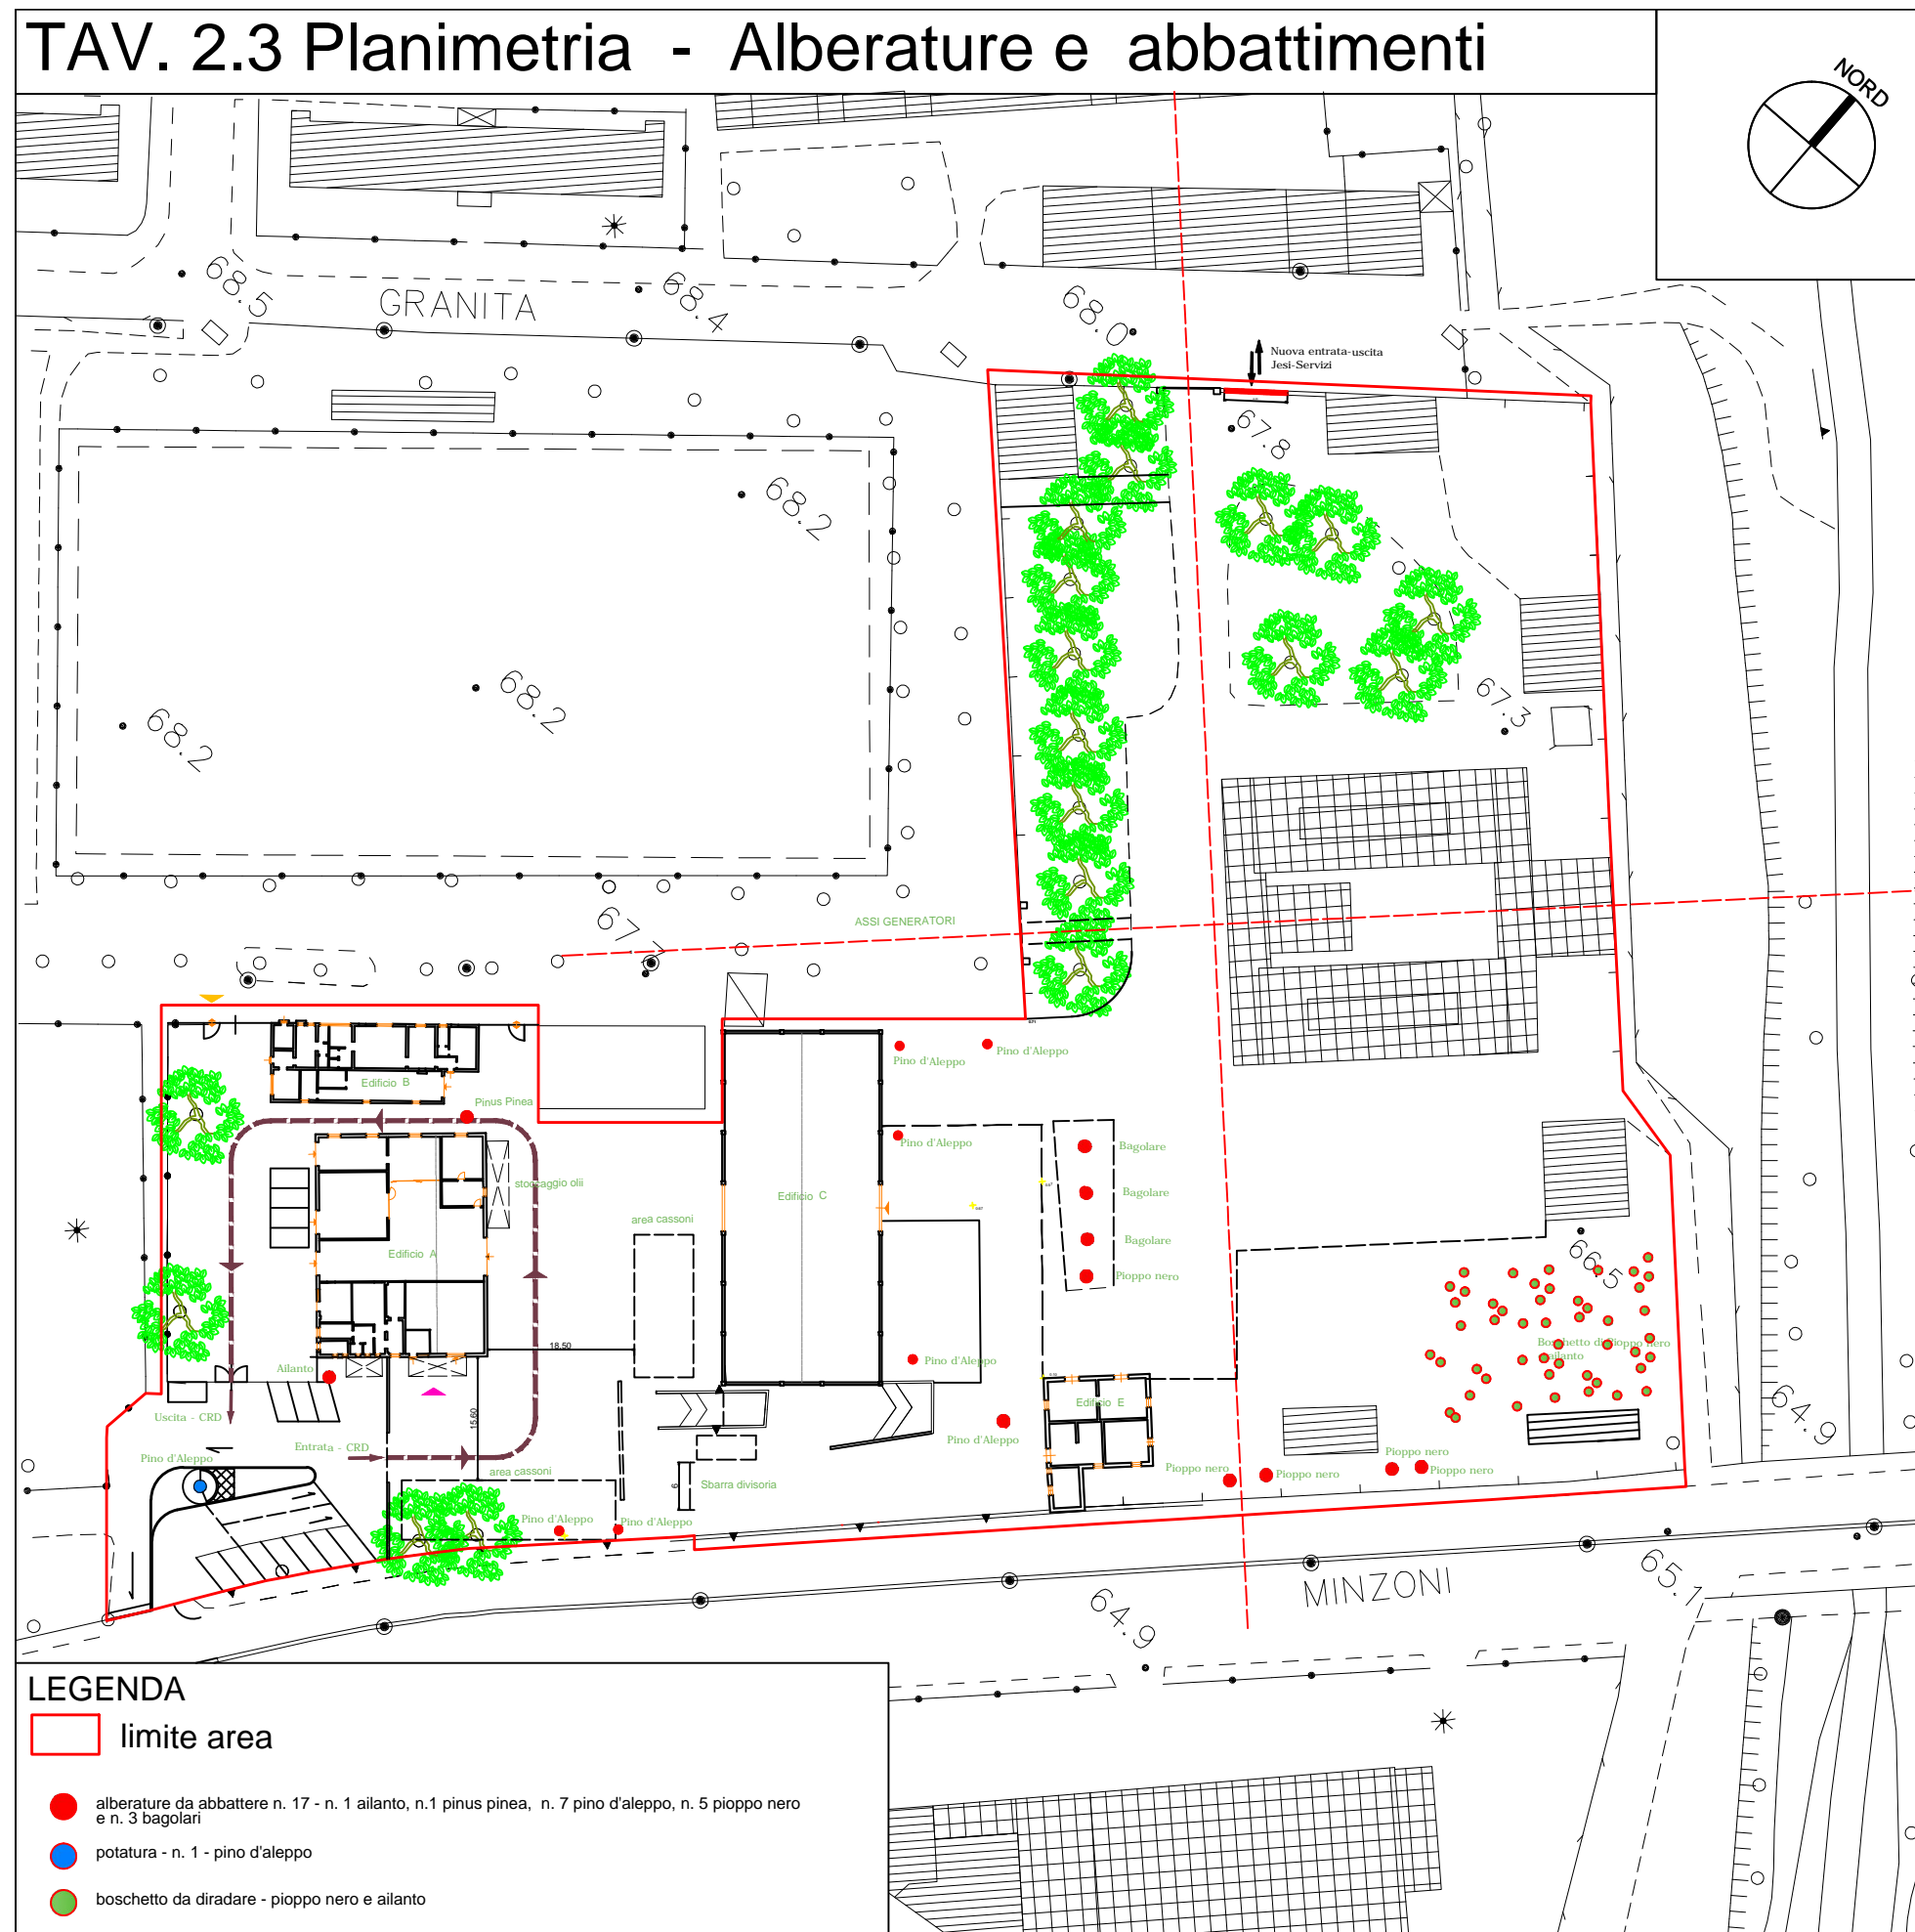 TAV. 2.3 Planimetria - Alberature e abbattimenti
NORD
68.5
GRANITA
68.4
68.0
Nuova entrata-uscita
Jesi-Servizi
67.8
68.2
68.2
68.2
67.3
67.1
ASSI GENERATORI
Pino d'Aleppo
Pino d'Aleppo
Edificio B
Pinus Pinea
Pino d'Aleppo
Bagolare
stoccaggio olii
Edificio C
Bagolare
area cassoni
Edificio A
Bagolare
66.5
Pioppo nero
18,50
Boschetto di Pioppo nero
ailanto
Ailanto
Pino d'Aleppo
Edificio E
64.9
Uscita - CRD
15,60
Entrata - CRD
Pino d'Aleppo
Pino d'Aleppo
area cassoni
Sbarra divisoria
6
Pioppo nero
Pioppo nero
Pioppo nero
Pioppo nero
Pino d'Aleppo
Pino d'Aleppo
MINZONI
65.1
64.9
LEGENDA
limite area
alberature da abbattere n. 17 - n. 1 ailanto, n.1 pinus pinea, n. 7 pino d'aleppo, n. 5 pioppo nero
e n. 3 bagolari
potatura - n. 1 - pino d'aleppo
boschetto da diradare - pioppo nero e ailanto